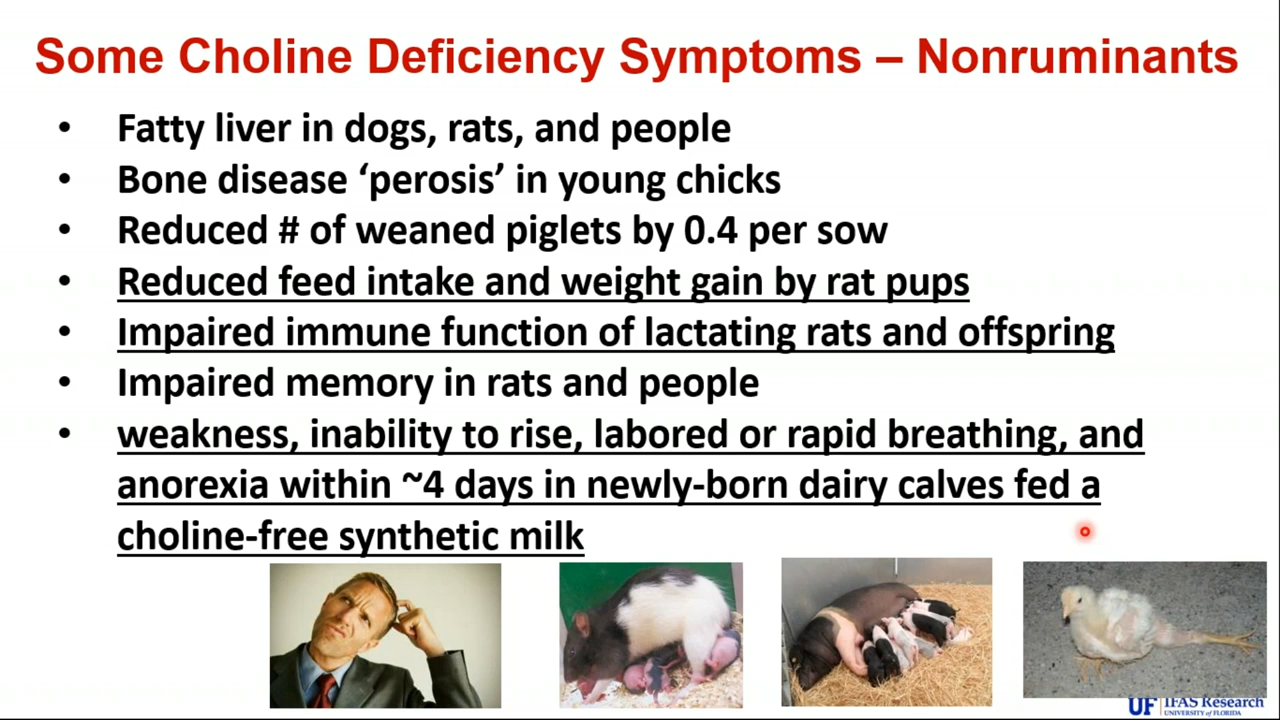 Some Choline Deficiency Symptoms – Nonruminants
• Fatty liver in dogs, rats, and people
• Bone disease ‘perosis’ in young chicks
• Reduced # of weaned piglets by 0.4 per sow
• Reduced feed intake and weight gain by rat pups
• Impaired immune function of lactating rats and offspring
• Impaired memory in rats and people
• weakness, inability to rise, labored or rapid breathing, and
anorexia within ~4 days in newly-born dairy calves fed a
choline-free synthetic milk
UF IFAS Research
UNIVERSITY of FLORIDA